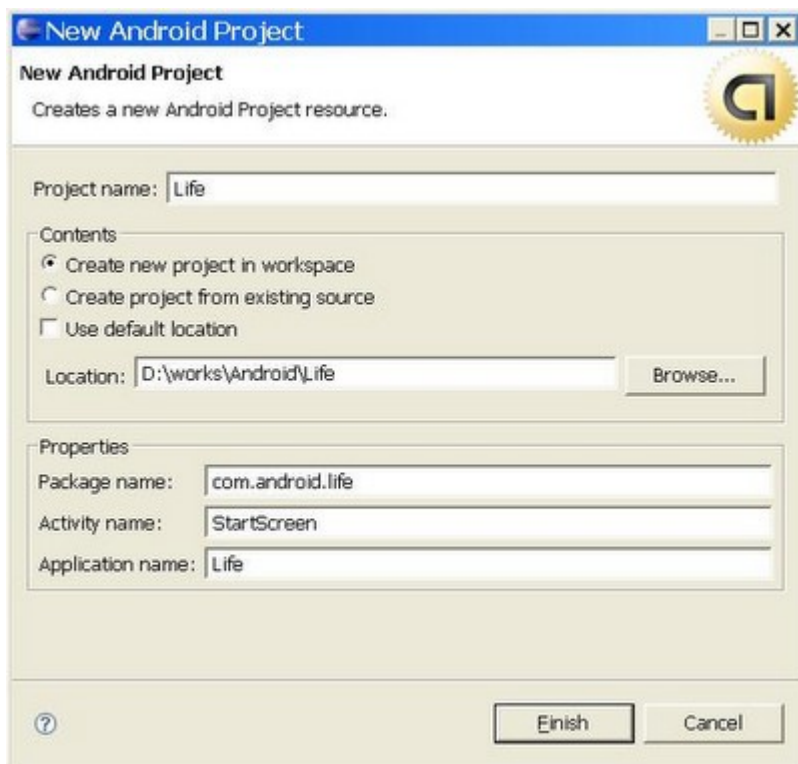 New Android Project
New Android Project
Creates a new Android Project resource.
Project name: Life
Contents
Create new project in workspace
Create project from existing source
Use default location
Location: D:\works\Android\Life Browse...
Properties
Package name: com.android.life
Activity name: StartScreen
Application name: Life
Finish Cancel